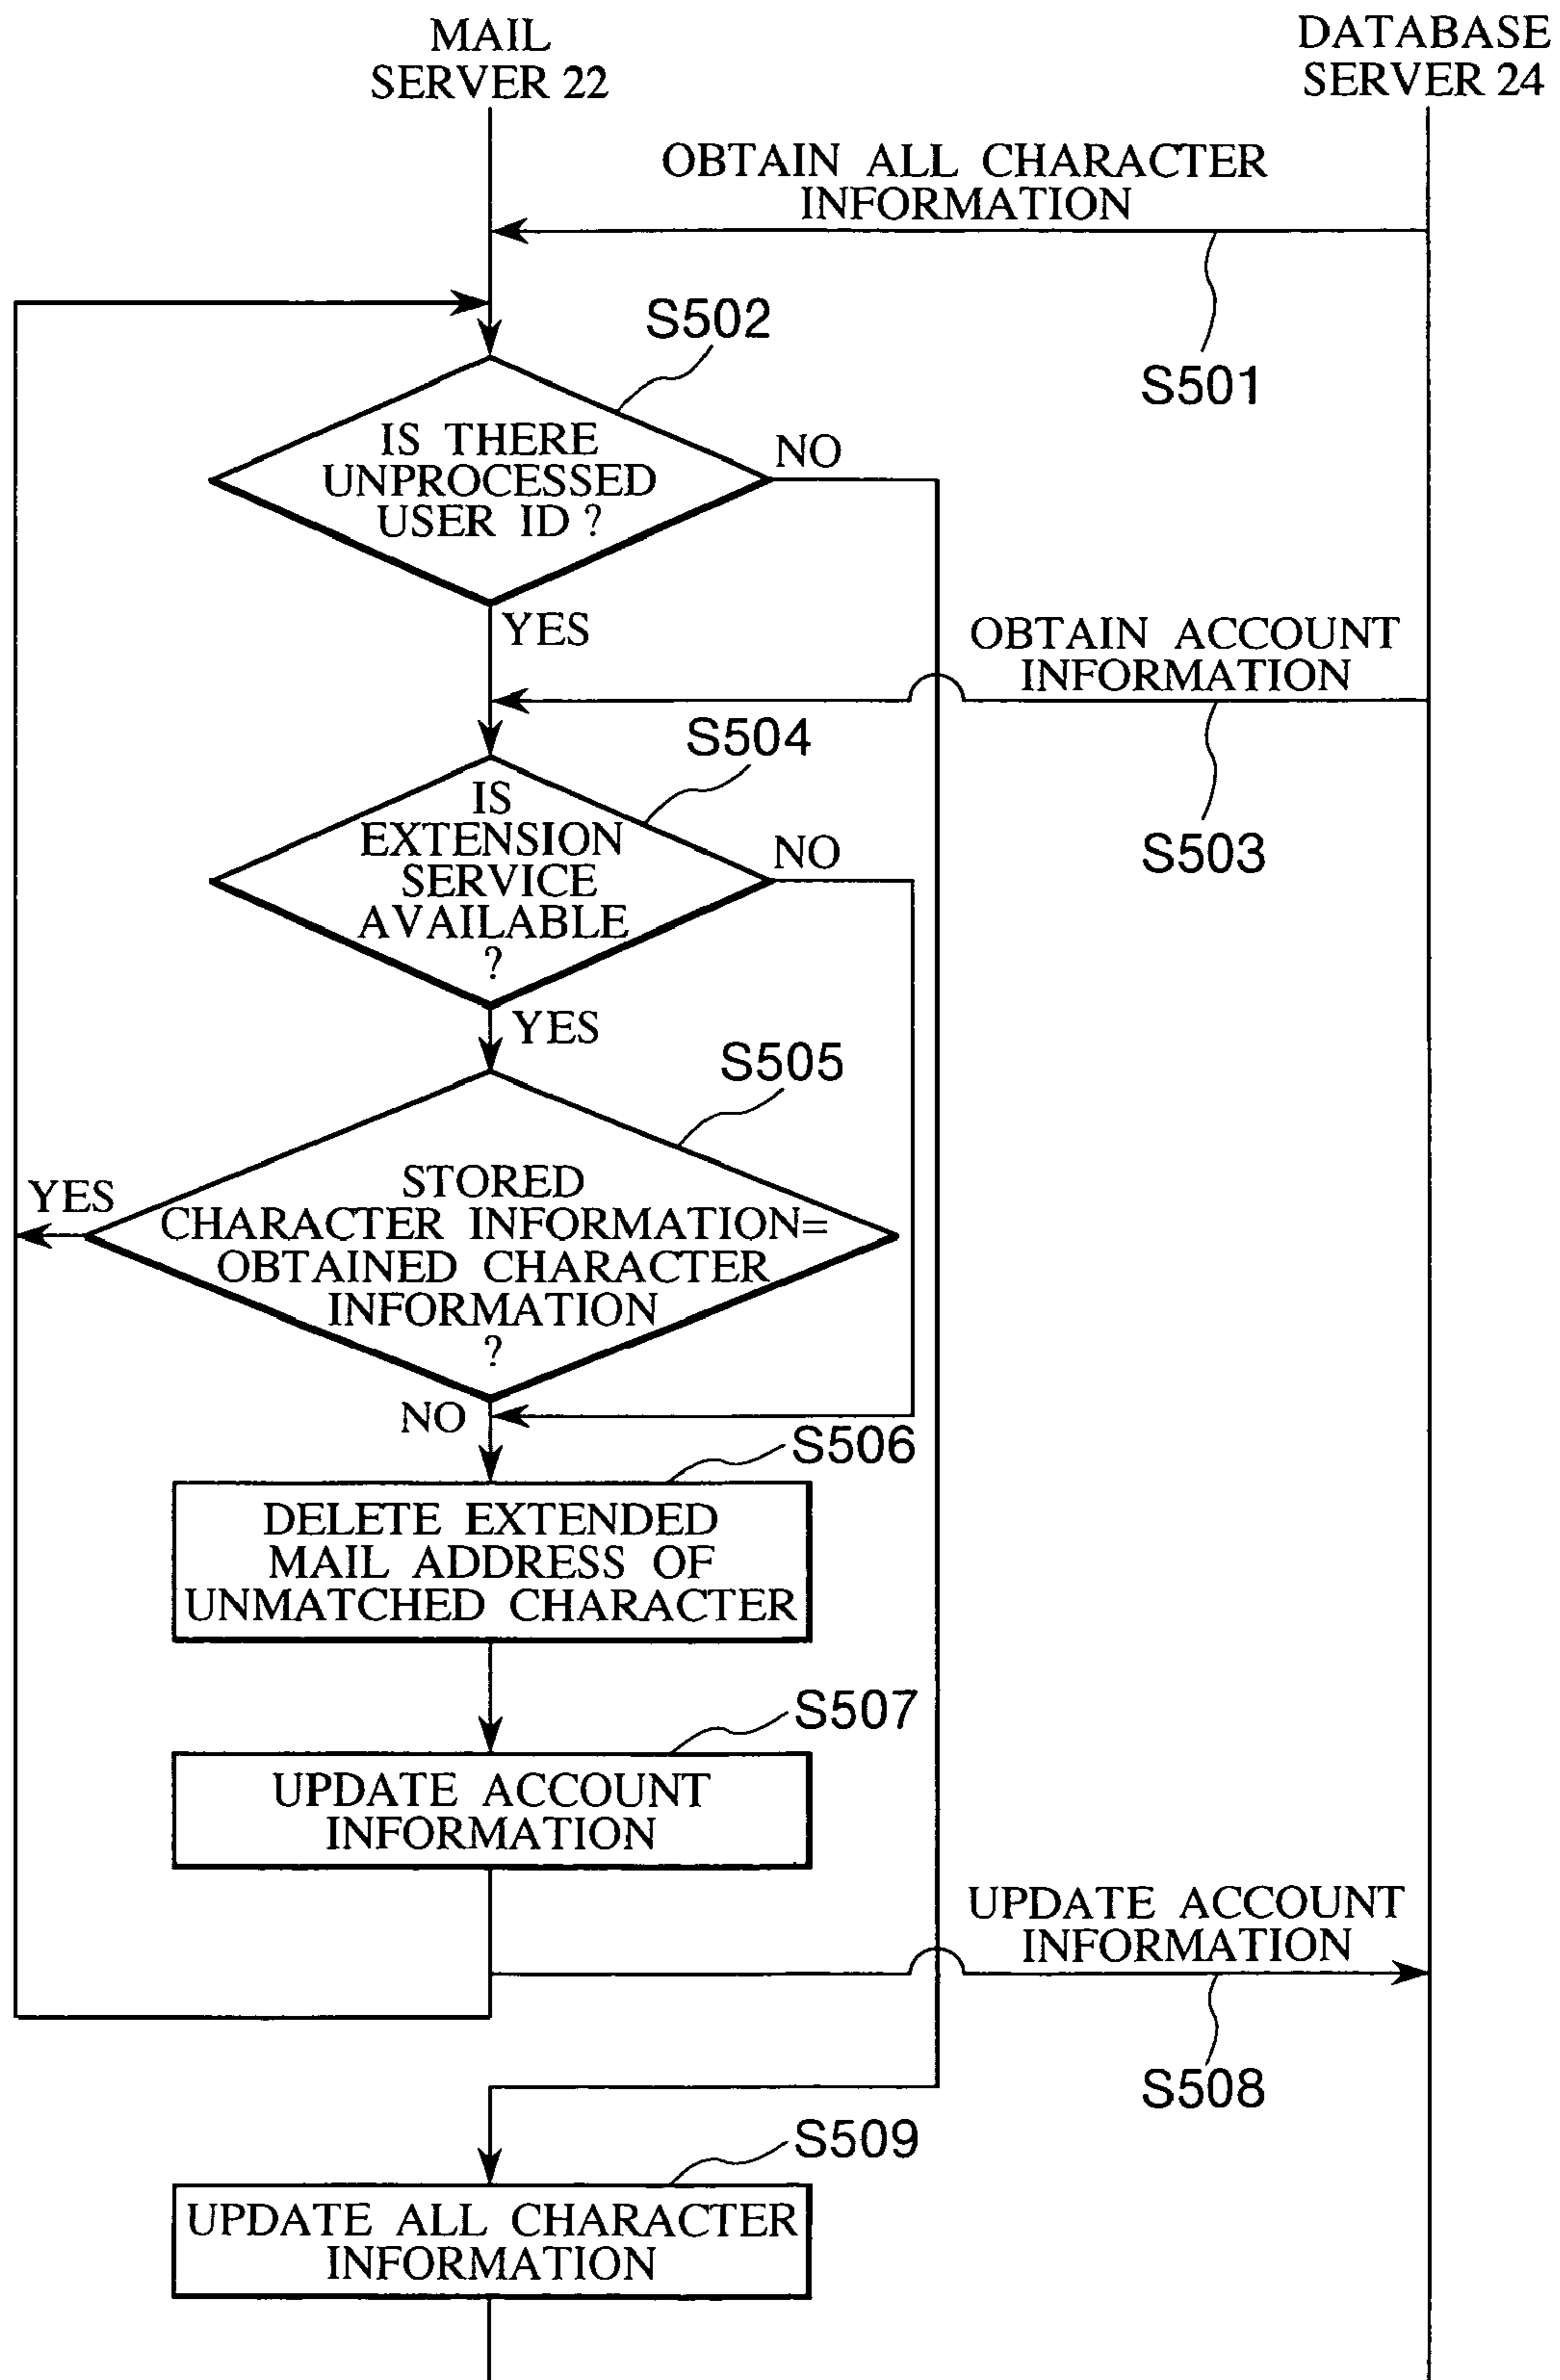 MAIL
SERVER 22
DATABASE
SERVER 24
OBTAIN ALL CHARACTER
INFORMATION
S501
S502
IS THERE
UNPROCESSED
USER ID ?
NO
YES
OBTAIN ACCOUNT
INFORMATION
S503
S504
IS
EXTENSION
SERVICE
AVAILABLE
?
NO
YES
S505
STORED
CHARACTER INFORMATION=
OBTAINED CHARACTER
INFORMATION
?
YES
NO
S506
DELETE EXTENDED
MAIL ADDRESS OF
UNMATCHED CHARACTER
S507
UPDATE ACCOUNT
INFORMATION
UPDATE ACCOUNT
INFORMATION
S508
S509
UPDATE ALL CHARACTER
INFORMATION